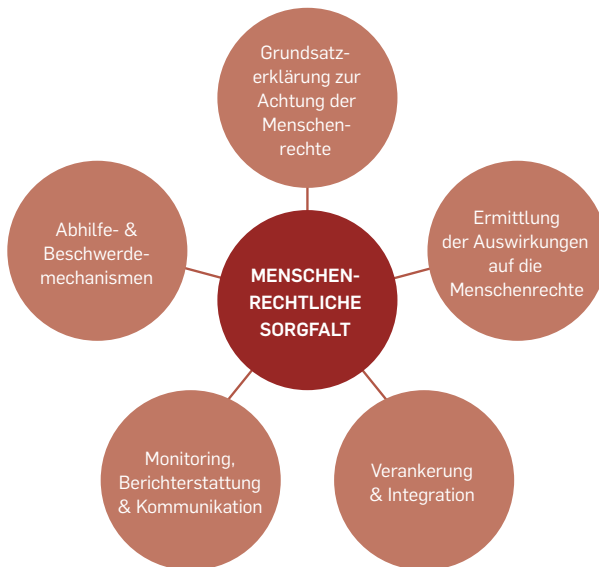 Grundsatz-
erklärung zur
Achtung der
Menschen-
rechte
Abhilfe- &
Beschwerde-
mechanismen
MENSCHEN-
RECHTLICHE
SORGFALT
Ermittlung
der Auswirkungen
auf die
Menschenrechte
Monitoring,
Berichterstattung
& Kommunikation
Verankerung
& Integration